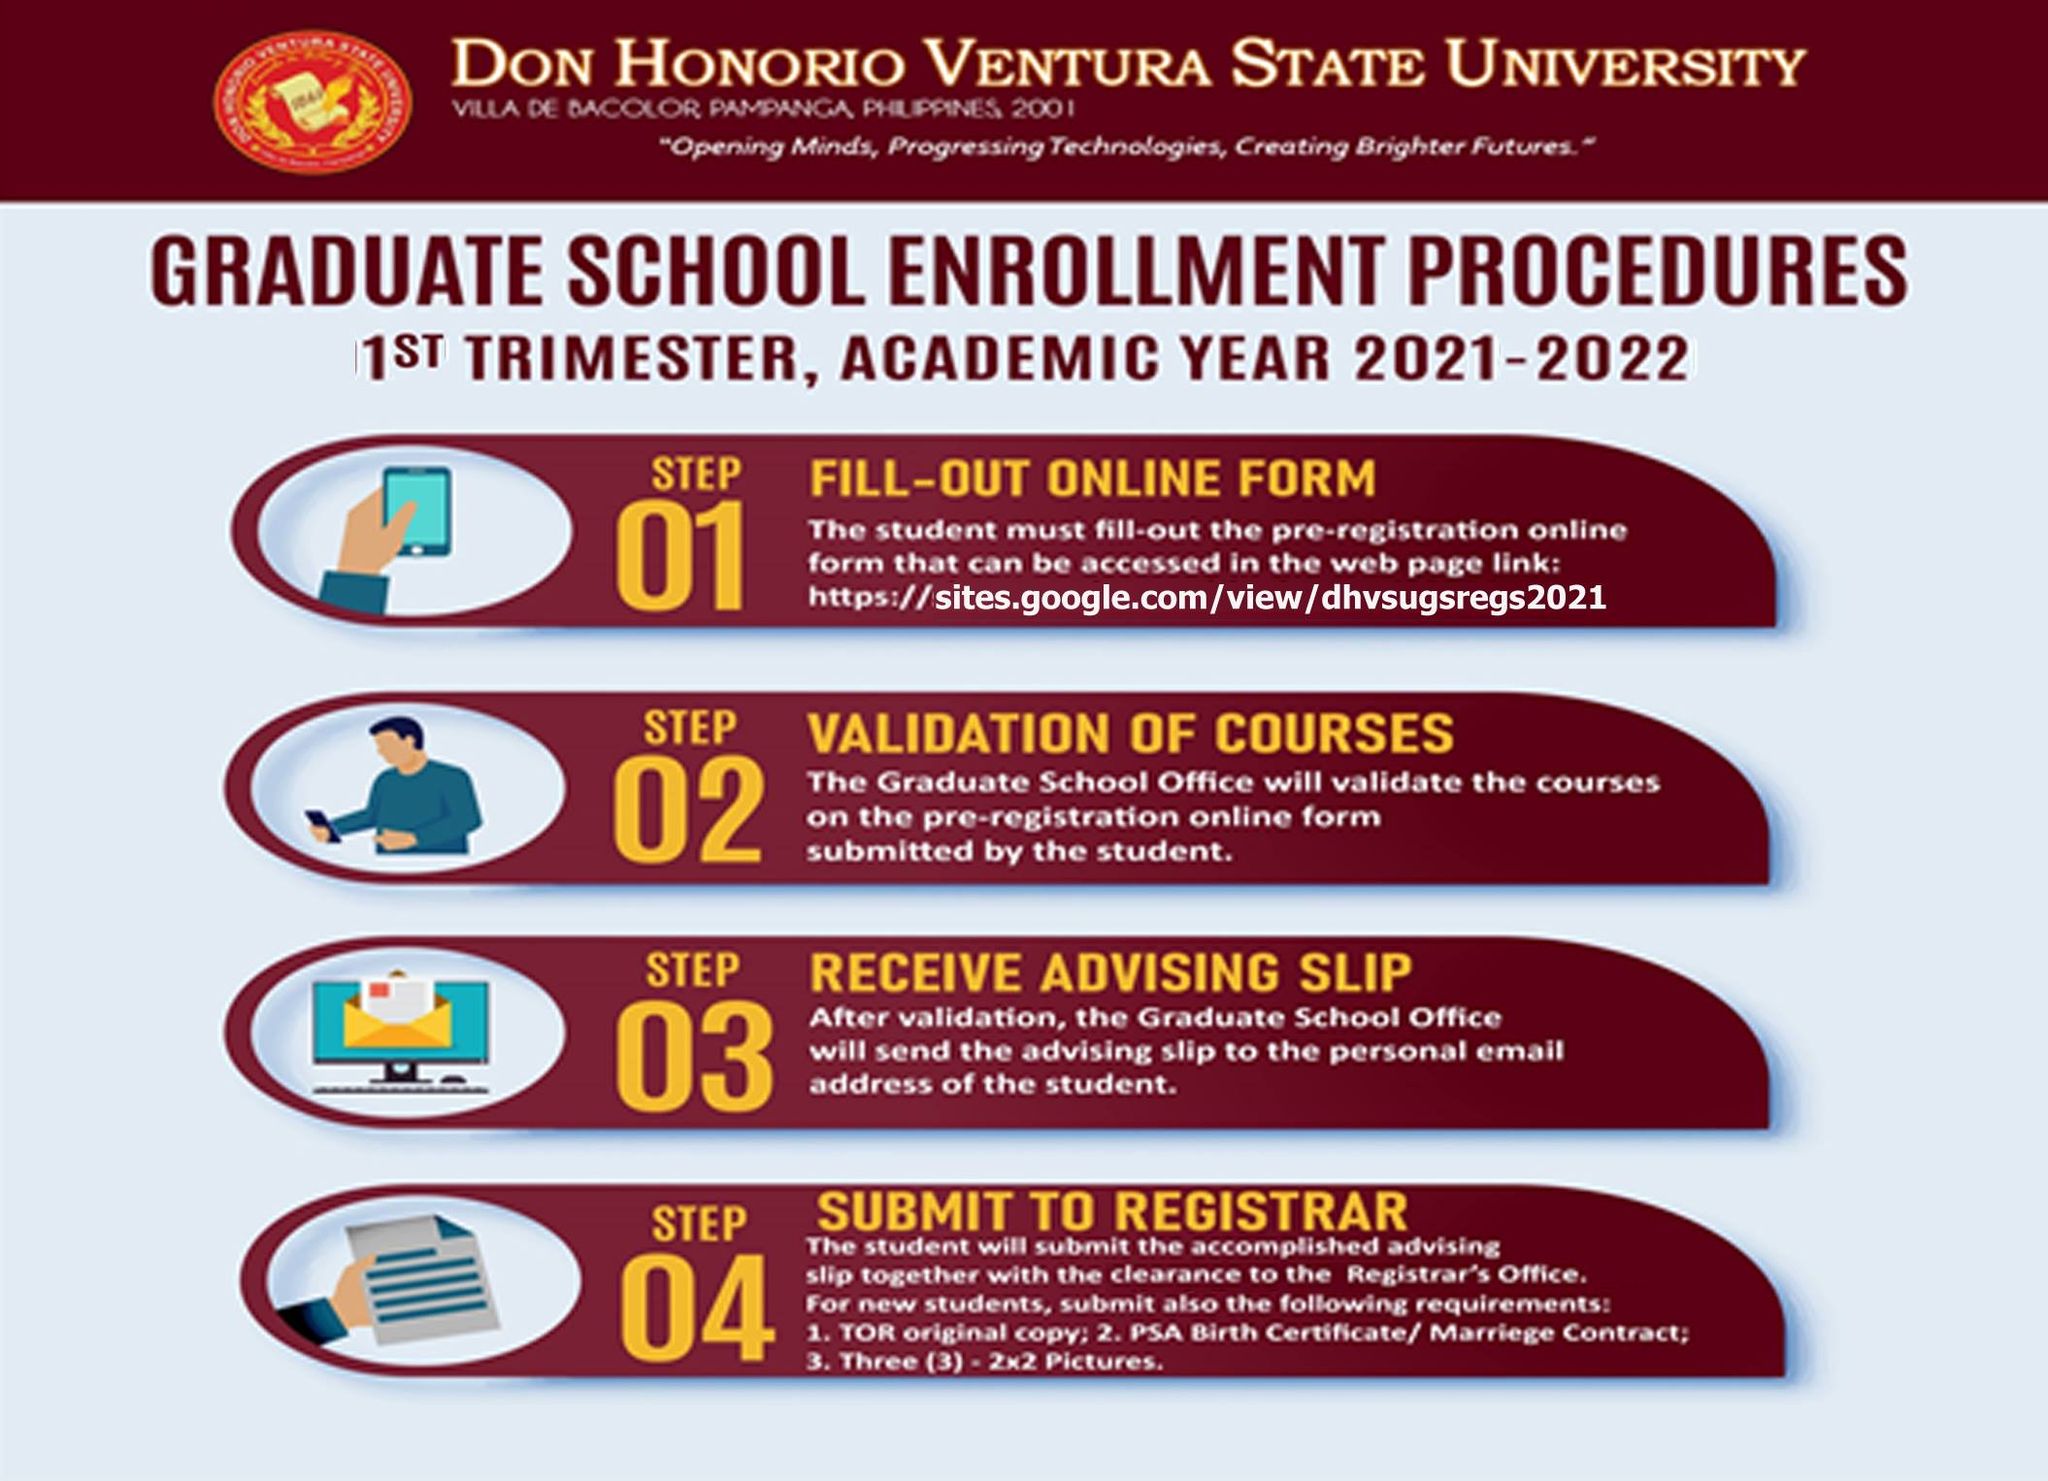 DON HONORIO VENTURA STATE UNIVERSITY
VILLA DE BACOLOR, PAMPANGA, PHILIPPINES, 2001
"Opening Minds, Progressing Technologies, Creating Brighter Futures."
DON HONORIO VENTURA STATE UNIVERSITY
1861
GRADUATE SCHOOL ENROLLMENT PROCEDURES
1ST TRIMESTER, ACADEMIC YEAR 2021-2022
STEP
01
FILL-OUT ONLINE FORM
The student must fill-out the pre-registration online
form that can be accessed in the web page link:
https://sites.google.com/view/dhvsugsregs2021
STEP
02
VALIDATION OF COURSES
The Graduate School Office will validate the courses
on the pre-registration online form
submitted by the student.
STEP
03
RECEIVE ADVISING SLIP
After validation, the Graduate School Office
will send the advising slip to the personal email
address of the student.
STEP
04
SUBMIT TO REGISTRAR
The student will submit the accomplished advising
slip together with the clearance to the Registrar's Office.
For new students, submit also the following requirements:
1. TOR original copy; 2. PSA Birth Certificate/ Marriege Contract;
3. Three (3) - 2x2 Pictures.